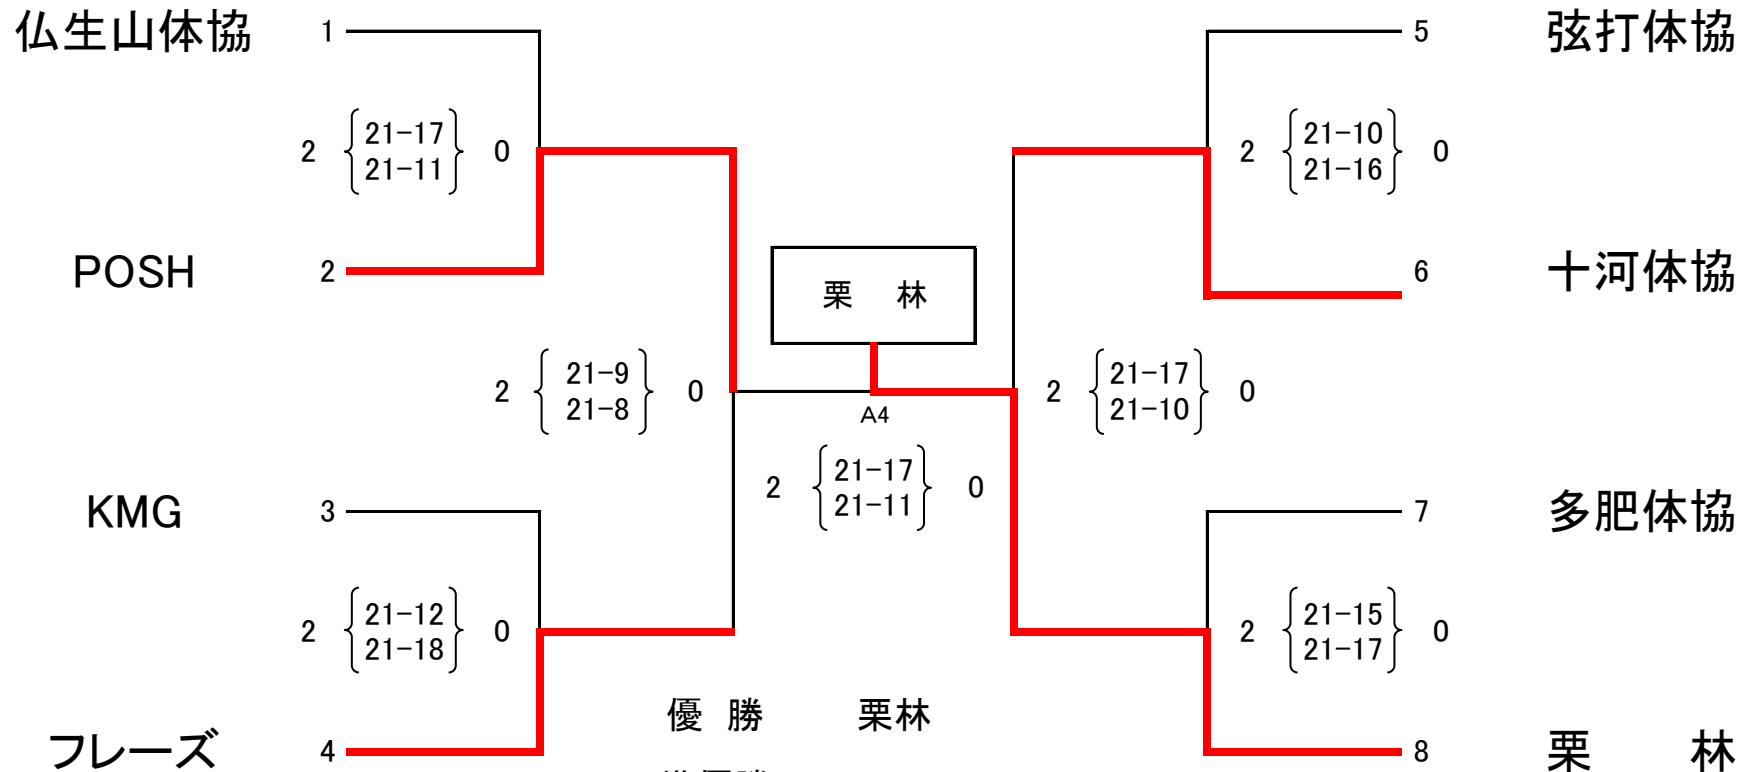 仏生山体協 1
5 弦打体協
2 21-17 0
21-11
2 21-10 0
21-16
POSH 2
6 十河体協
栗 林
2 21-9 0
21-8
2 21-17 0
21-10
A4
2 21-17 0
21-11
KMG 3
7 多肥体協
2 21-12 0
21-18
2 21-15 0
21-17
優 勝 栗林
フレーズ 4
8 栗 林